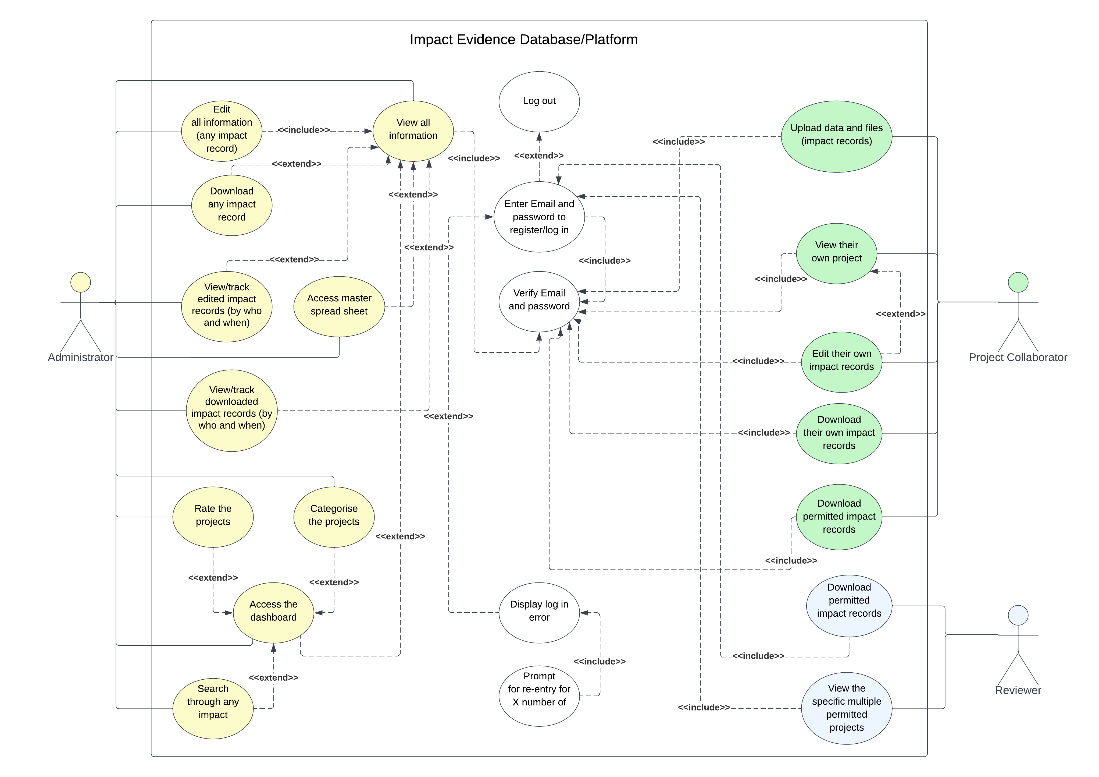 Impact Evidence Database/Platform
Edit
all information
(any impact
record)
<<include>>
View all
information
Log out
Upload data and files
(impact records)
<<include>>
<<extend>>
<<extend>>
Download
any impact
record
<<extend>>
Enter Email and
password to
register/log in
View their
own project
<<extend>>
<<extend>>
<<include>>
<<include>>
View/track
edited impact
records (by who
and when)
Access master
spread sheet
Verify Email
and password
<<extend>>
Administrator
Project Collaborator
<<include>>
Edit their own
impact records
View/track
downloaded
impact records (by
who and when)
<<extend>>
<<include>>
Download
their own impact
records
Rate the
projects
Categorise
the projects
<<extend>>
Download
permitted impact
records
<<include>>
<<extend>>
<<extend>>
Access the
dashboard
Display log in
error
Download
permitted
impact records
<<include>>
<<include>>
<<extend>>
Search
through any
impact
Prompt
for re-entry for
X number of
View the
specific multiple
permitted
projects
<<include>>
Reviewer